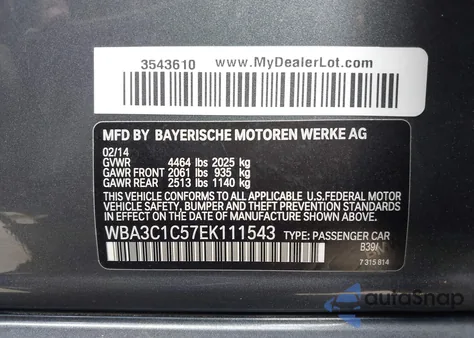 3543610 www.MyDealerLot.com
MFD BY BAYERISCHE MOTOREN WERKE AG
02/14
GVWR 4464 lbs 2025 kg
GAWR FRONT 2061 lbs 935 kg
GAWR REAR 2513 lbs 1140 kg
THIS VEHICLE CONFORMS TO ALL APPLICABLE U.S. FEDERAL MOTOR
VEHICLE SAFETY, BUMPER, AND THEFT PREVENTION STANDARDS IN
EFFECT ON THE DATE OF MANUFACTURE SHOWN ABOVE.
WBA3C1C57EK111543 TYPE: PASSENGER CAR
B39/
7 315 814
autoSnap